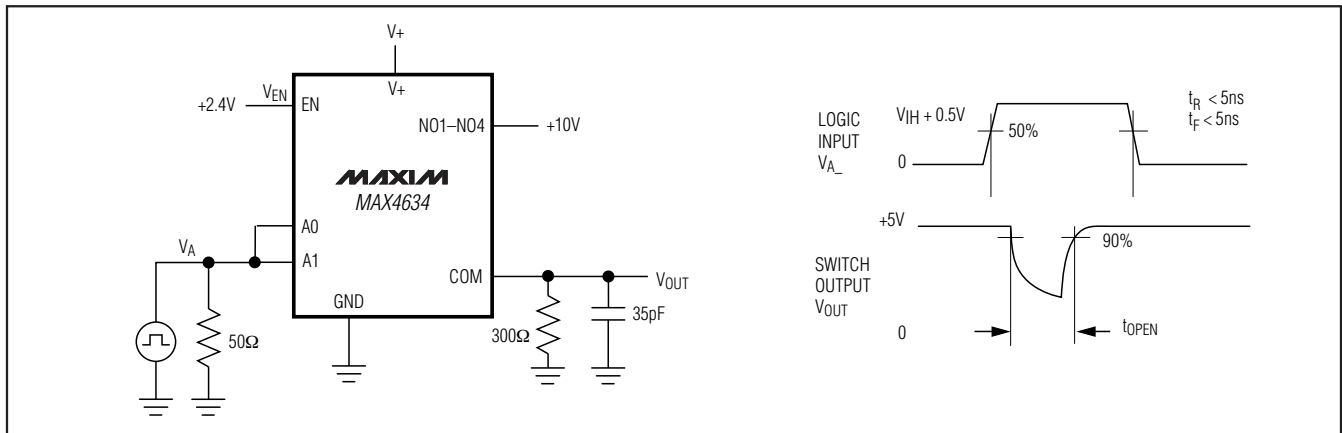 V+
V+
+2.4V
VEN
EN
NO1–NO4
+10V
MAXIM
MAX4634
A0
VA
A1
COM
VOUT
GND
50Ω
300Ω
35pF
LOGIC
INPUT
VA_
VIH + 0.5V
0
50%
tR < 5ns
tF < 5ns
+5V
90%
SWITCH
OUTPUT
VOUT
0
tOPEN